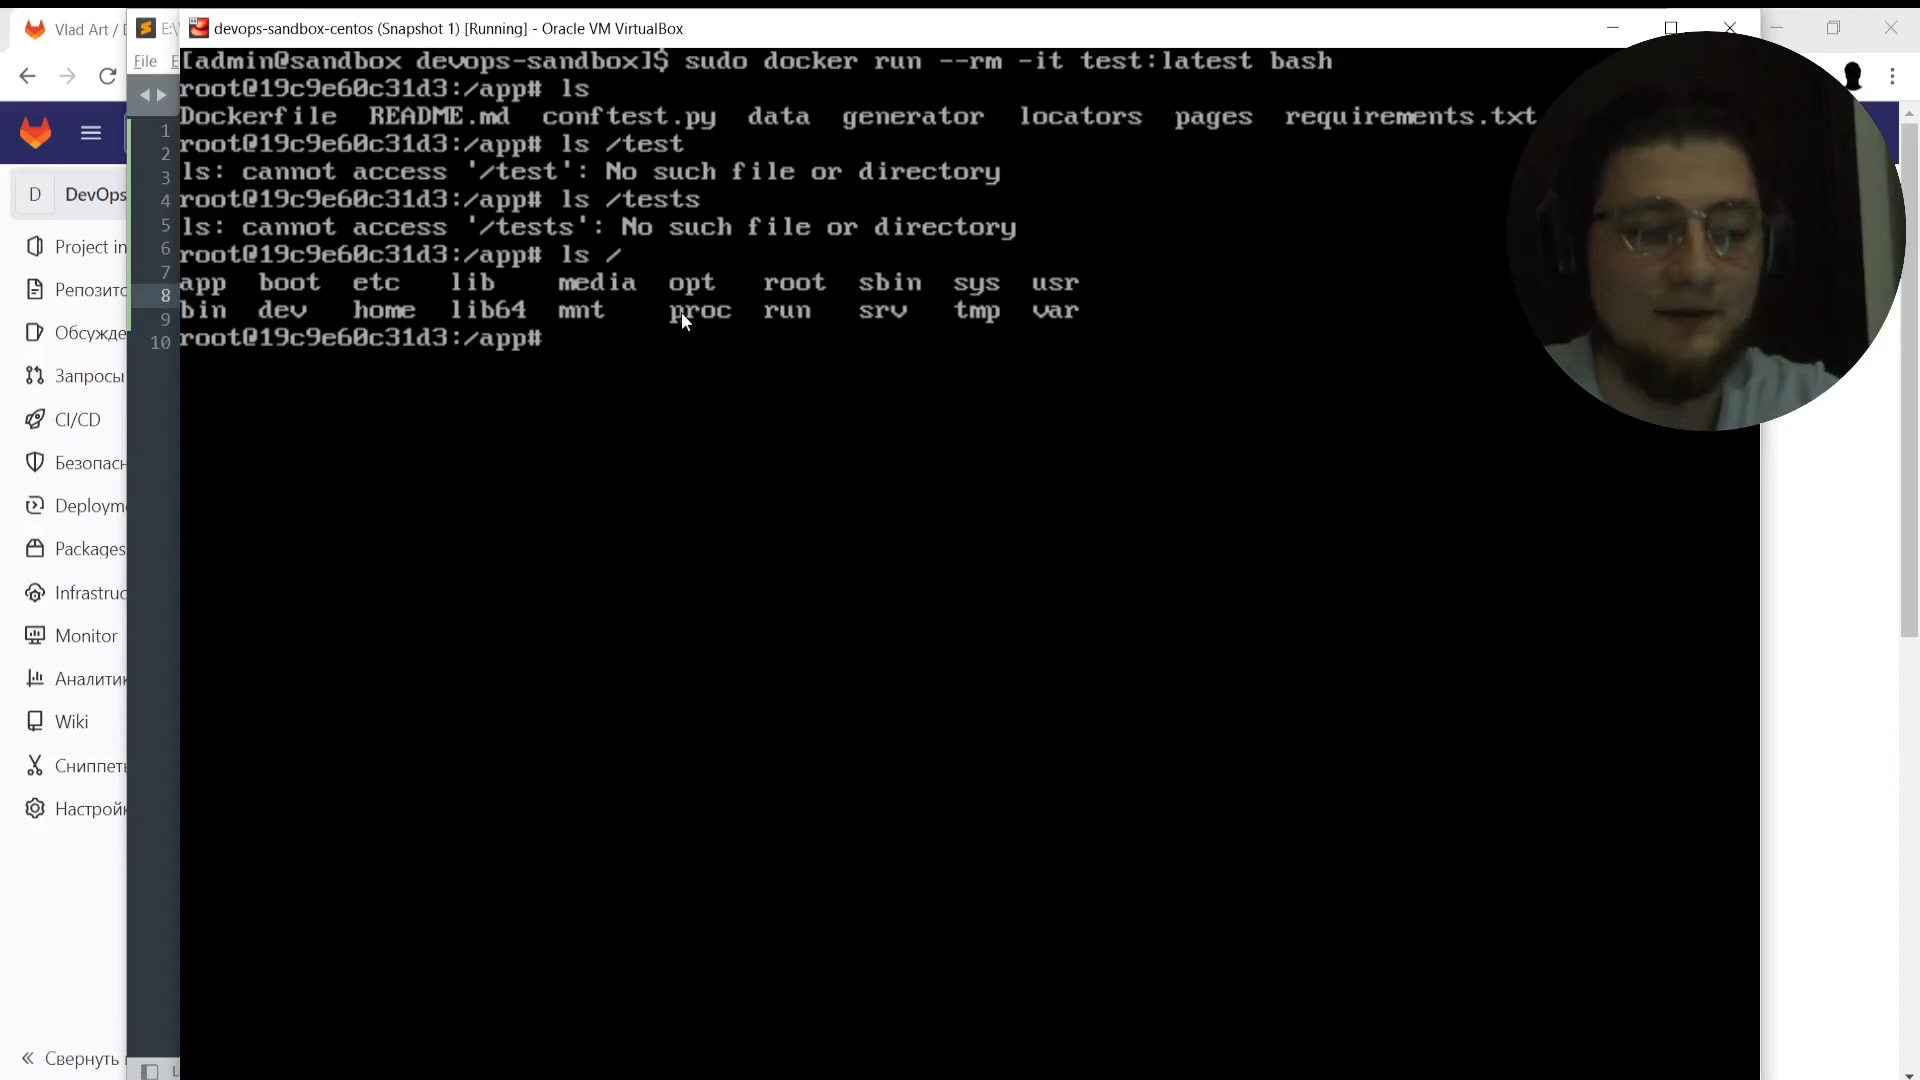 Vlad Art / D
E:\
devops-sandbox-centos (Snapshot 1) [Running] - Oracle VM VirtualBox
File
[admin@sandbox devops-sandbox]$ sudo docker run --rm -it test:latest bash
root@19c9e60c31d3:/app# ls
Dockerfile README.md conftest.py data generator locators pages requirements.txt
root@19c9e60c31d3:/app# ls /test
ls: cannot access '/test': No such file or directory
root@19c9e60c31d3:/app# ls /tests
ls: cannot access '/tests': No such file or directory
root@19c9e60c31d3:/app# ls /
app boot etc lib media opt root sbin sys usr
bin dev home lib64 mnt proc run srv tmp var
root@19c9e60c31d3:/app#
1
2
3
4
5
6
7
8
9
10
D DevOps
Project in
Репозито
Обсужде
Запросы
CI/CD
Безопасн
Deployme
Packages
Infrastruc
Monitor
Аналитик
Wiki
Сниппеть
Настройк
Свернуть